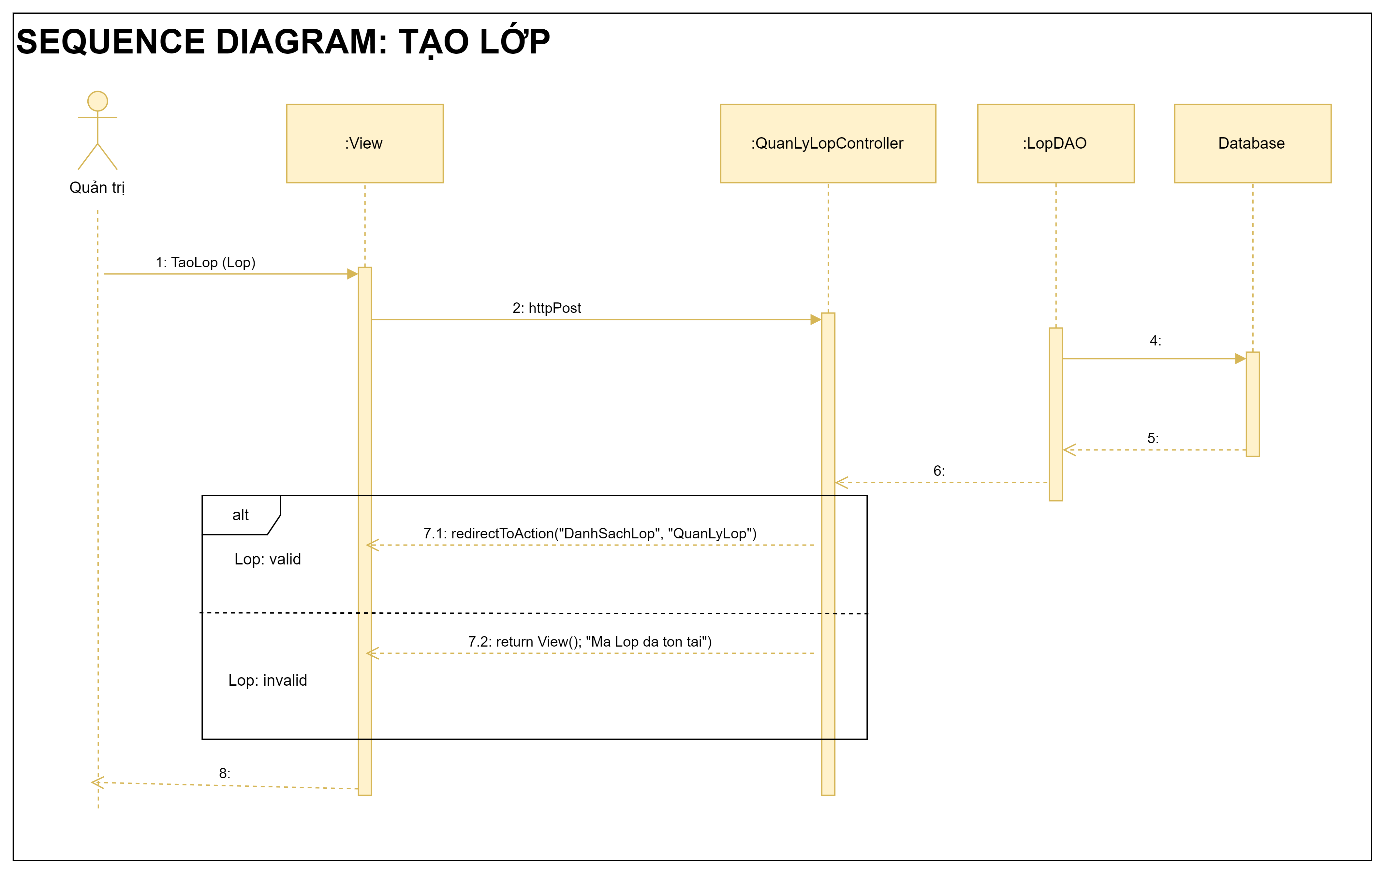 SEQUENCE DIAGRAM: TẠO LỚP
:View
:QuanLyLopController
:LopDAO
Database
Quản trị
1: TaoLop (Lop)
2: httpPost
4:
5:
6:
alt
7.1: redirectToAction("DanhSachLop", "QuanLyLop")
Lop: valid
7.2: return View(); "Ma Lop da ton tai")
Lop: invalid
8: